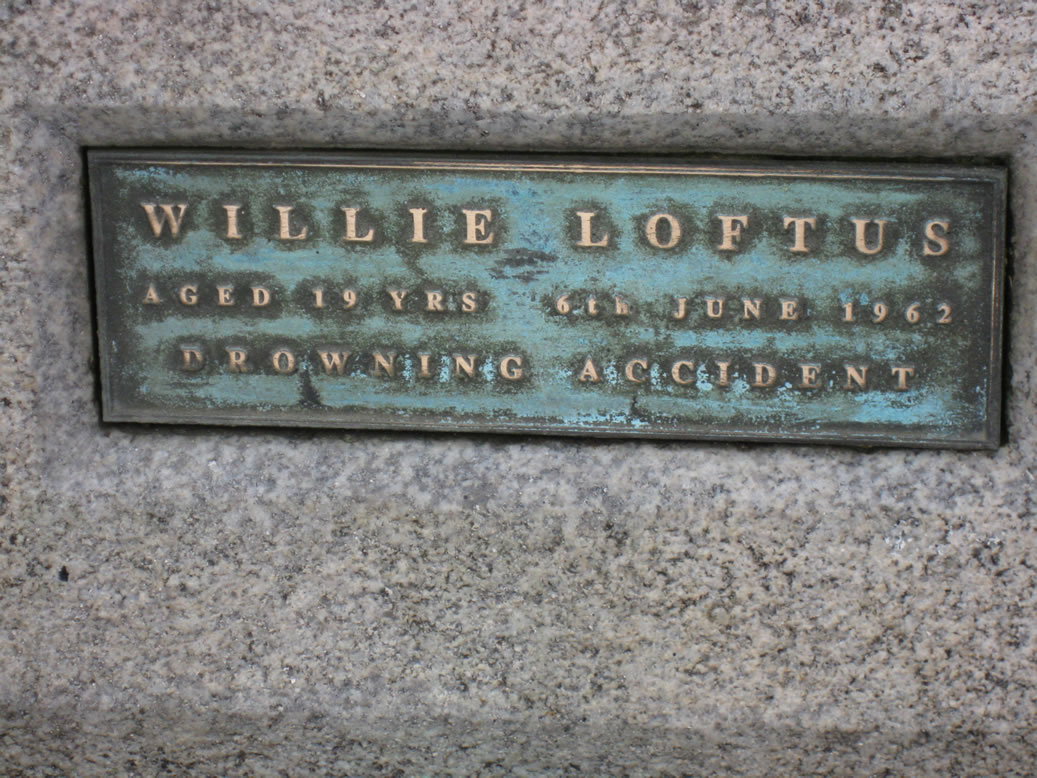 WILLIE LOFTUS
AGED 19 YRS 6th JUNE 1962
DROWNING ACCIDENT